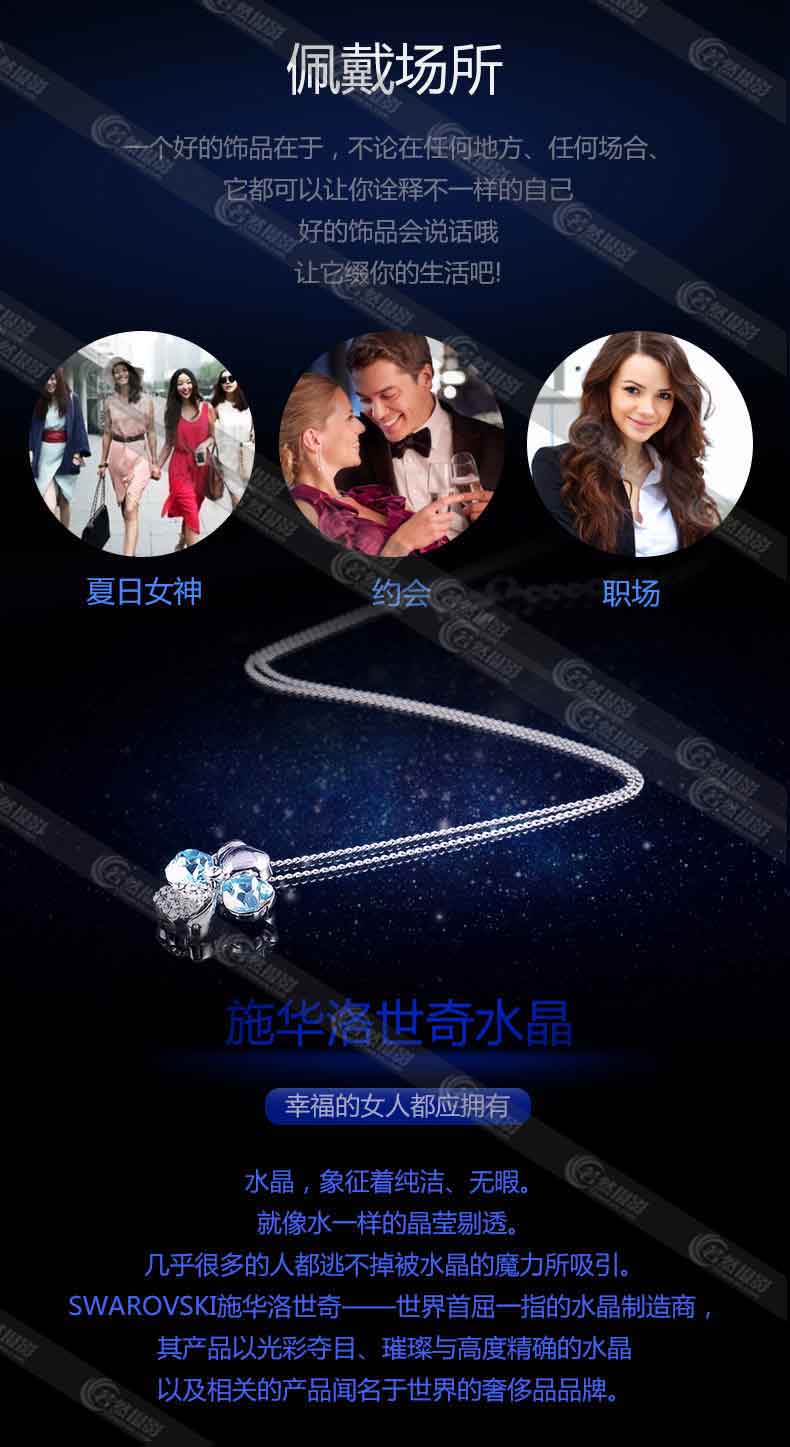 佩戴场所
一个好的饰品在于，不论在任何地方、任何场合、
它都可以让你诠释不一样的自己
好的饰品会说话哦
让它缀你的生活吧!
夏日女神
约会
职场
施华洛世奇水晶
幸福的女人都应拥有
水晶，象征着纯洁、无暇。
就像水一样的晶莹剔透。
几乎很多的人都逃不掉被水晶的魔力所吸引。
SWAROVSKI施华洛世奇——世界首屈一指的水晶制造商，
其产品以光彩夺目、璀璨与高度精确的水晶
以及相关的产品闻名于世界的奢侈品品牌。